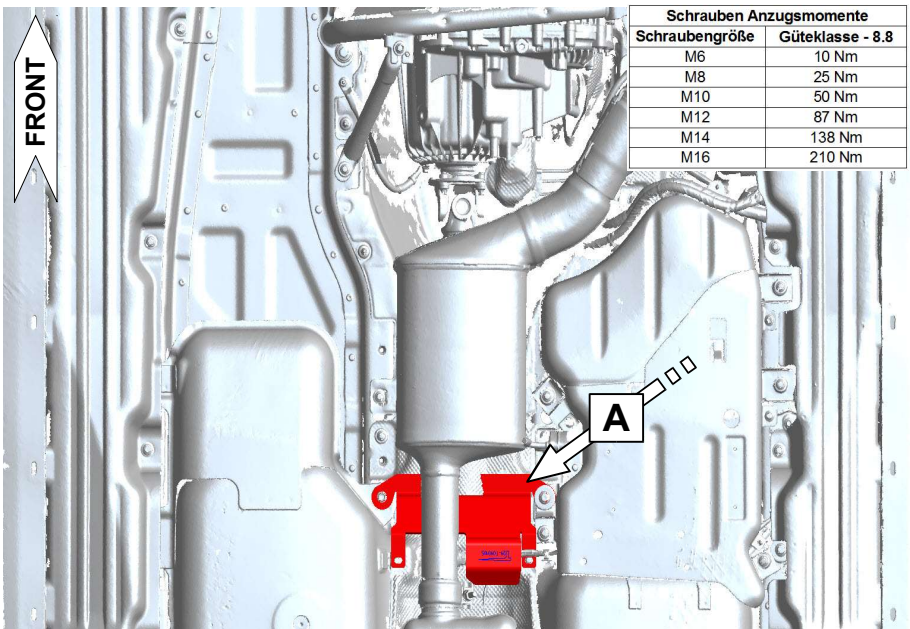 FRONT
Schrauben Anzugsmomente
Schraubengröße Güteklasse - 8.8
M6 10 Nm
M8 25 Nm
M10 50 Nm
M12 87 Nm
M14 138 Nm
M16 210 Nm
A